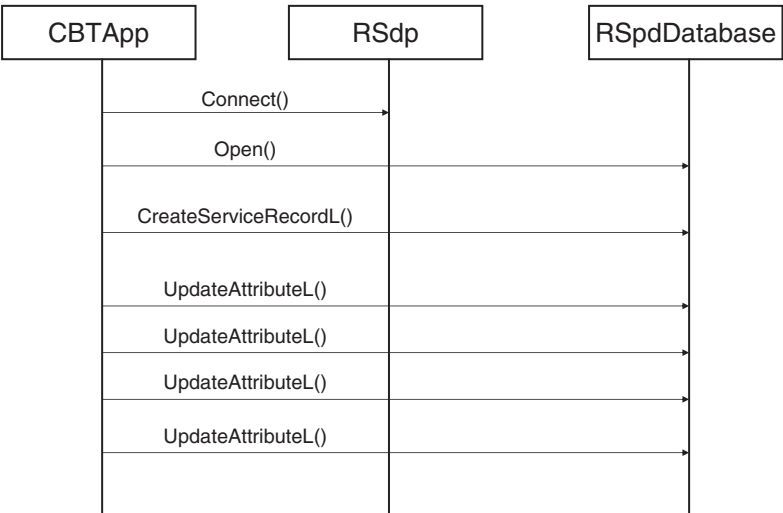 CBTApp
RSdp
RSpdDatabase
Connect()
Open()
CreateServiceRecordL()
UpdateAttributeL()
UpdateAttributeL()
UpdateAttributeL()
UpdateAttributeL()